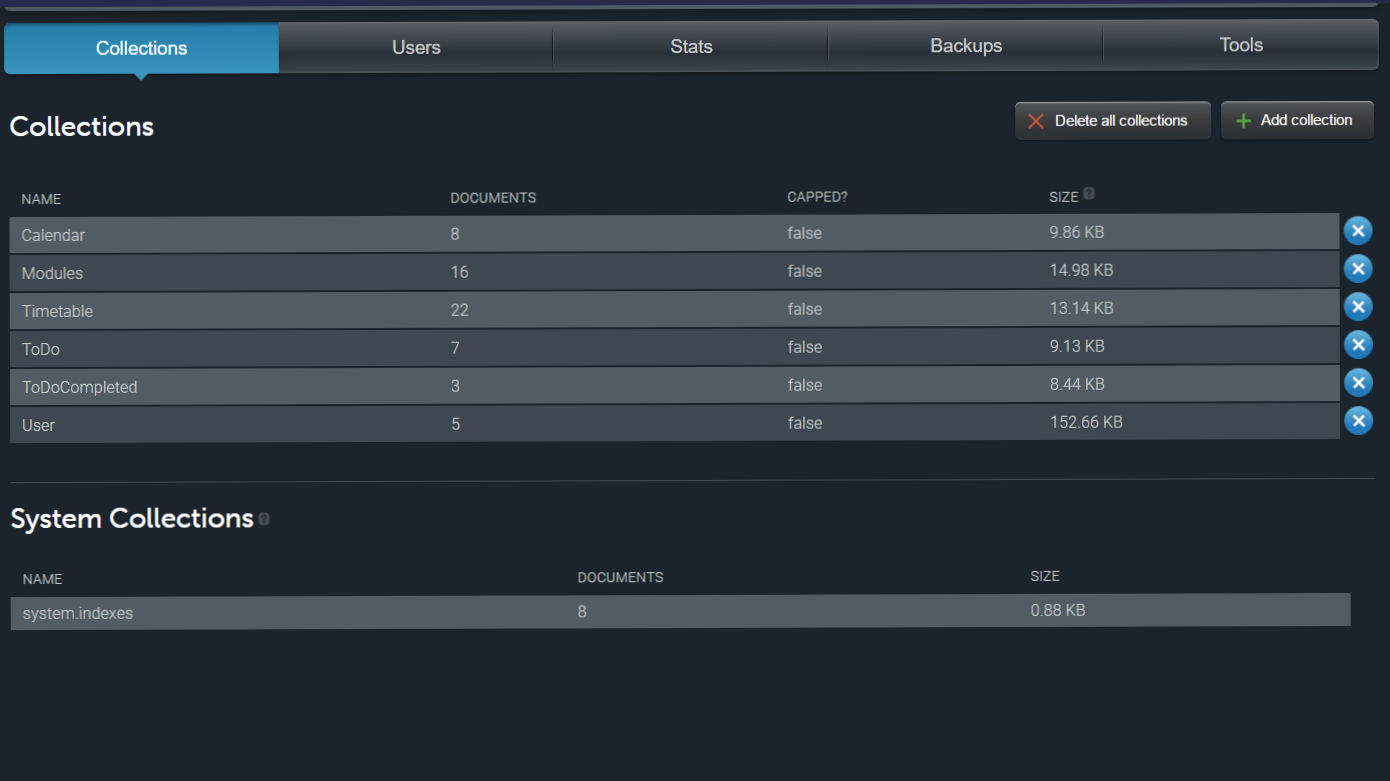 Collections Users Stats Backups Tools
Collections Delete all collections Add collection
NAME DOCUMENTS CAPPED? SIZE ?
Calendar 8 false 9.86 KB
Modules 16 false 14.98 KB
Timetable 22 false 13.14 KB
ToDo 7 false 9.13 KB
ToDoCompleted 3 false 8.44 KB
User 5 false 152.66 KB
System Collections ?
NAME DOCUMENTS SIZE
system.indexes 8 0.88 KB